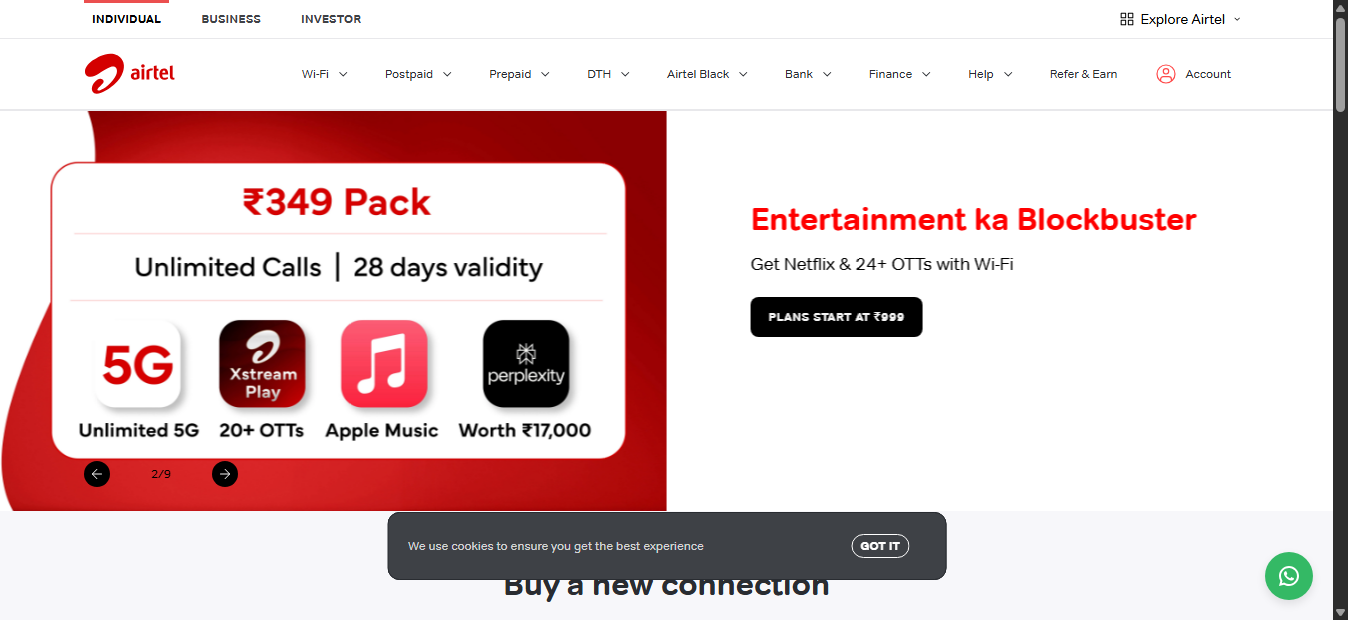 INDIVIDUAL BUSINESS INVESTOR Explore Airtel
airtel Wi-Fi Postpaid Prepaid DTH Airtel Black Bank Finance Help Refer & Earn Account
₹349 Pack
Unlimited Calls | 28 days validity
5G Xstream Play perplexity
Unlimited 5G 20+ OTTs Apple Music Worth ₹17,000
2/9
Entertainment ka Blockbuster
Get Netflix & 24+ OTTs with Wi-Fi
PLANS START AT ₹999
We use cookies to ensure you get the best experience GOT IT
Buy a new connection